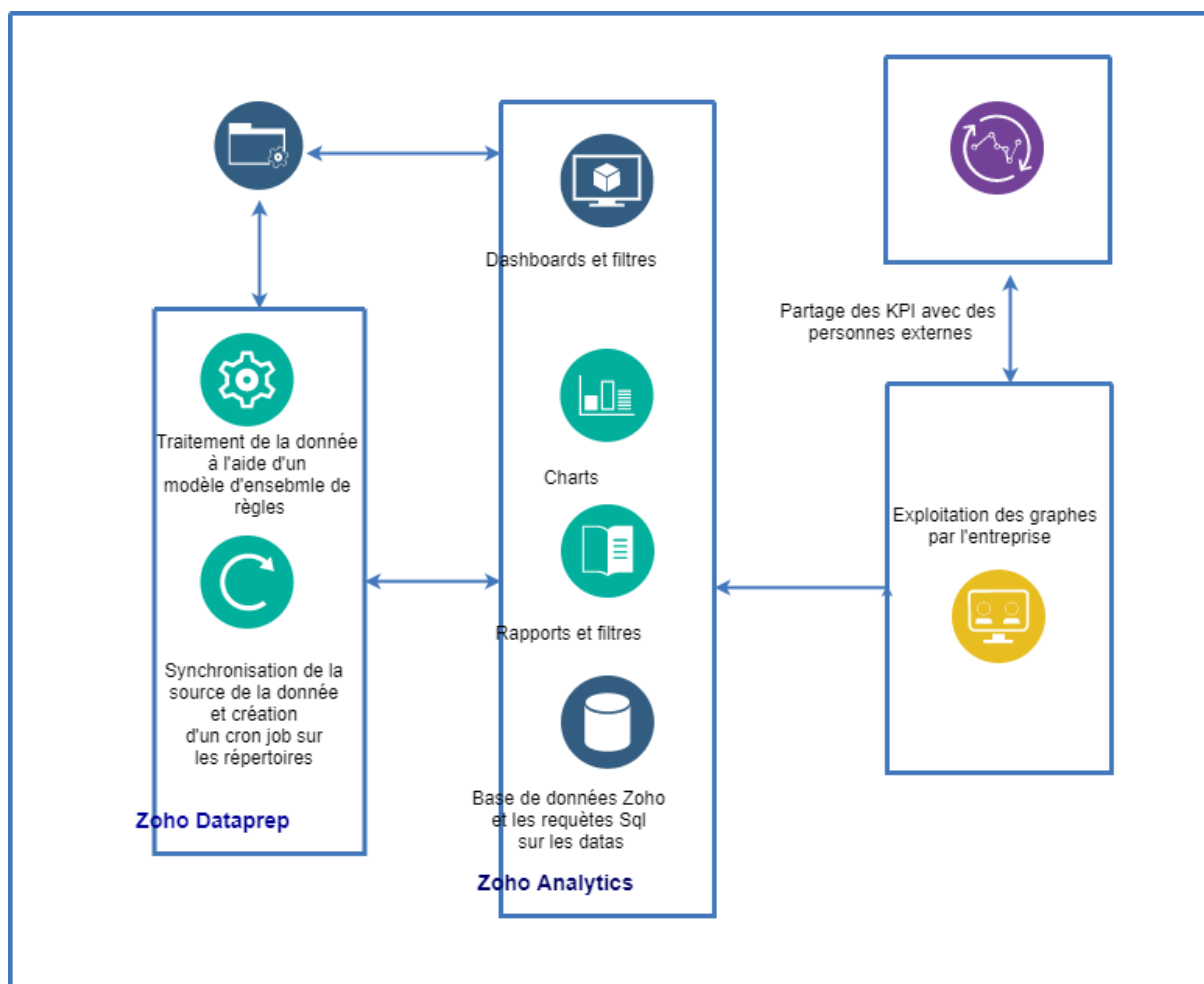 Dashboards et filtres
Partage des KPI avec des
personnes externes
Traitement de la donnée
à l'aide d'un
modèle d'ensebmle de
règles
Charts
Exploitation des graphes
par l'entreprise
Rapports et filtres
Synchronisation de la
source de la donnée
et création
d'un cron job sur
les répertoires
Zoho Dataprep
Base de données Zoho
et les requètes Sql
sur les datas
Zoho Analytics